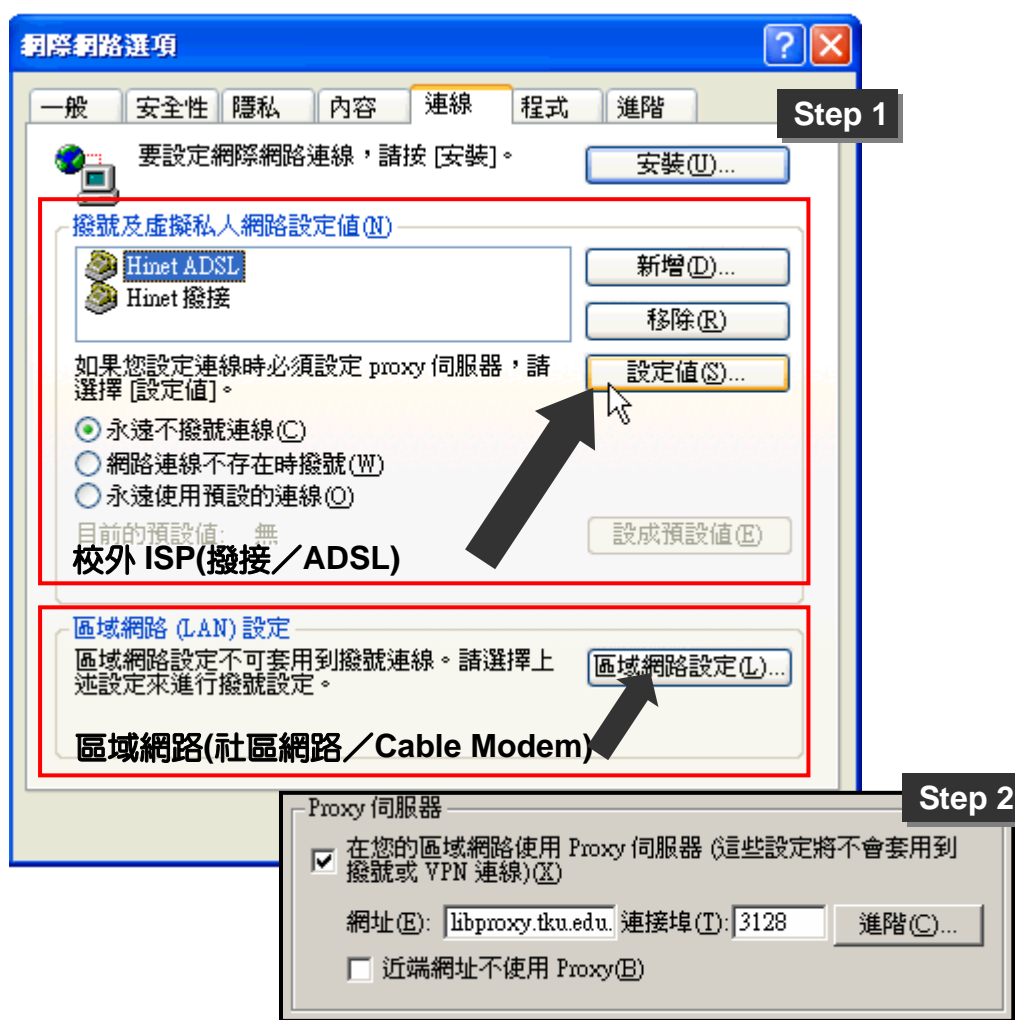 網際網路選項
一般 安全性 隱私 內容 連線 程式 進階
Step 1
要設定網際網路連線，請按 [安裝]。
安裝(U)...
撥號及虛擬私人網路設定值(N)
Hinet ADSL
Hinet 撥接
新增(D)...
移除(R)
如果您設定連線時必須設定 proxy 伺服器，請
選擇 [設定值]。
設定值(S)...
永遠不撥號連線(C)
網路連線不存在時撥號(W)
永遠使用預設的連線(O)
目前的預設值: 無
設成預設值(E)
校外 ISP(撥接／ADSL)
區域網路 (LAN) 設定
區域網路設定不可套用到撥號連線。請選擇上
述設定來進行撥號設定。
區域網路設定(L)...
區域網路(社區網路／Cable Modem)
Step 2
Proxy 伺服器
在您的區域網路使用 Proxy 伺服器 (這些設定將不會套用到
撥號或 VPN 連線)(X)
網址(E): libproxy.tku.edu. 連接埠(T): 3128 進階(C)...
近端網址不使用 Proxy(B)